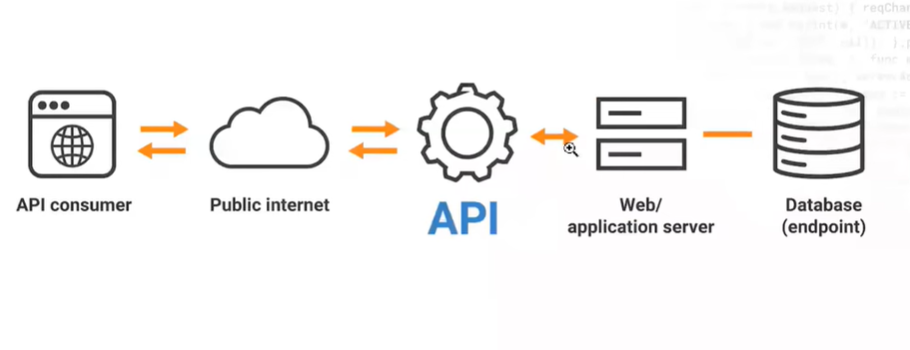 API consumer
Public internet
API
Web/
application server
Database
(endpoint)